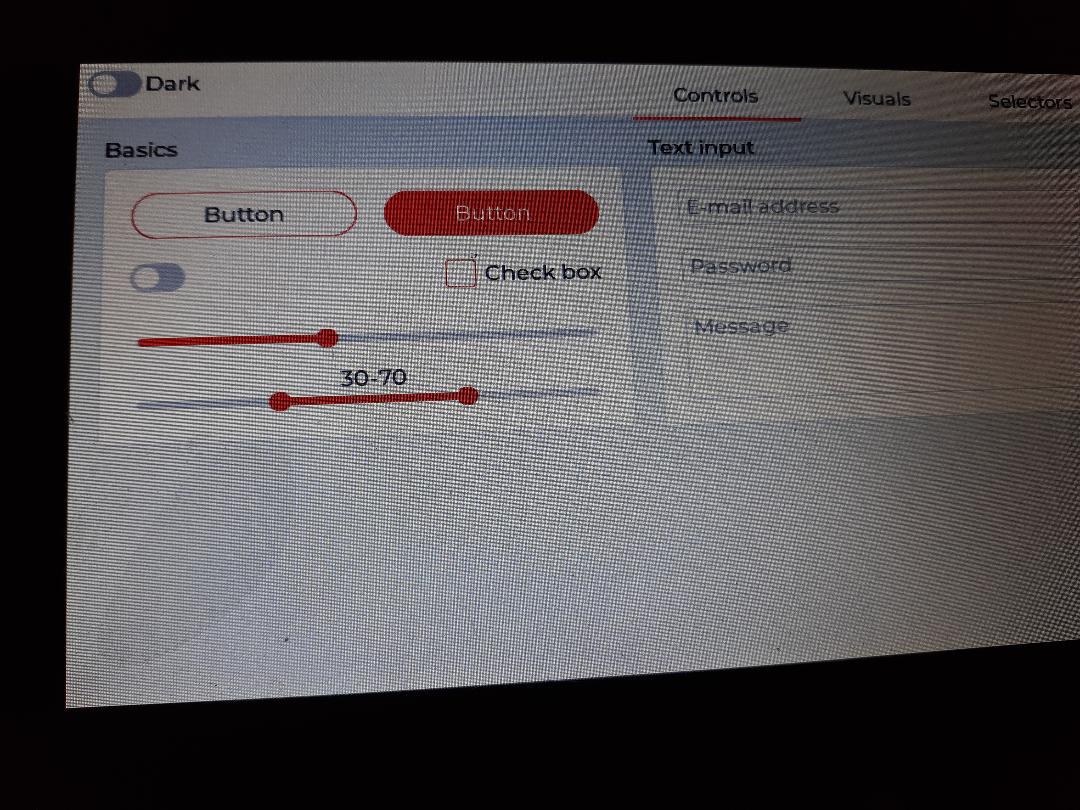 Dark
Controls Visuals Selectors
Basics
Button Button
Check box
30-70
Text input
E-mail address
Password
Message